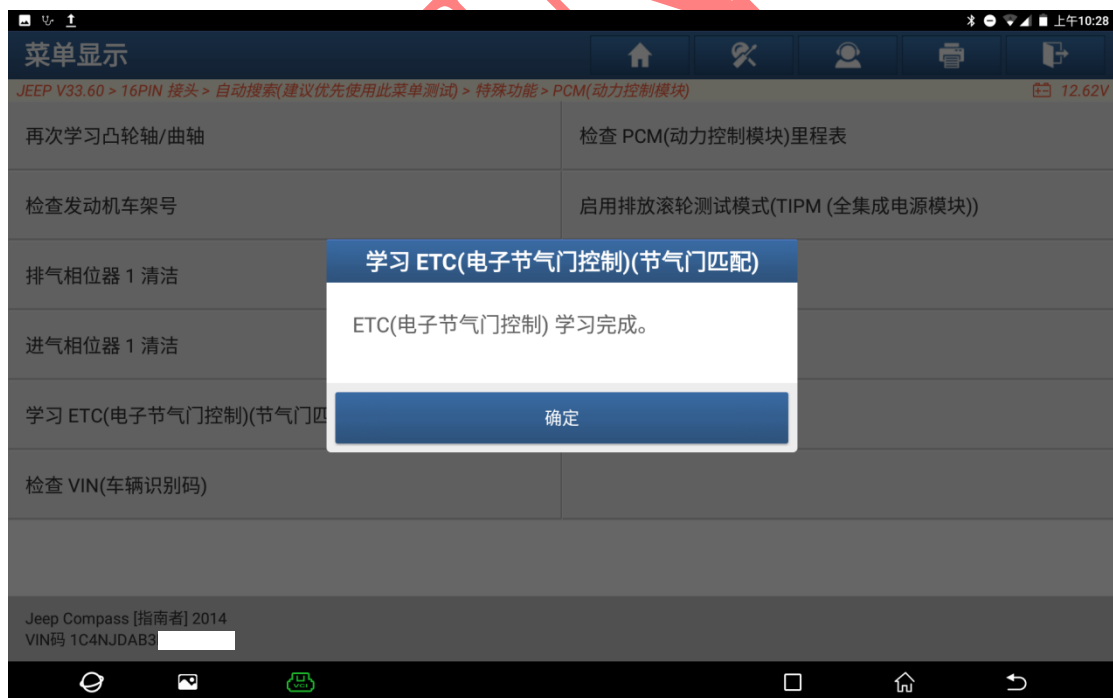 上午10:28
菜单显示
JEEP V33.60 > 16PIN 接头 > 自动搜索(建议优先使用此菜单测试) > 特殊功能 > PCM(动力控制模块)
12.62V
再次学习凸轮轴/曲轴
检查 PCM(动力控制模块)里程表
检查发动机车架号
启用排放滚轮测试模式(TIPM (全集成电源模块))
学习 ETC(电子节气门控制)(节气门匹配)
排气相位器 1 清洁
ETC(电子节气门控制) 学习完成。
进气相位器 1 清洁
学习 ETC(电子节气门控制)(节气门匹
确定
检查 VIN(车辆识别码)
Jeep Compass [指南者] 2014
VIN码 1C4NJDAB3
VCI